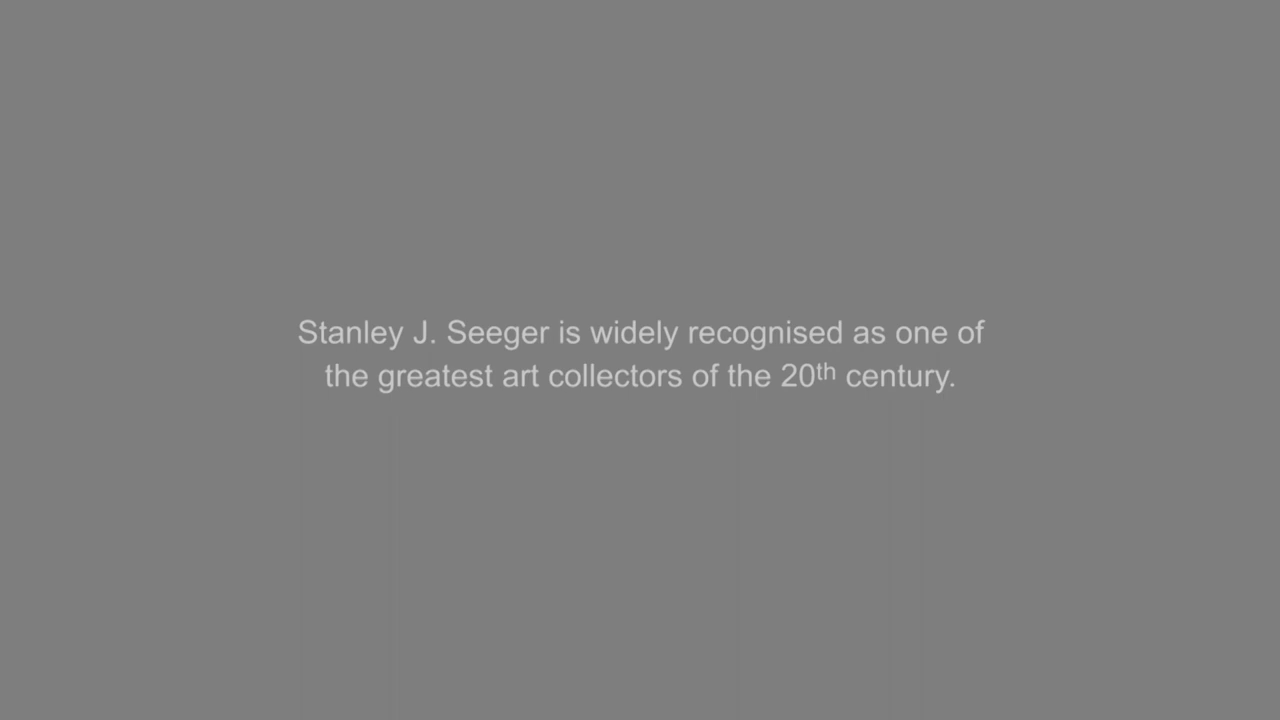 Stanley J. Seeger is widely recognised as one of
the greatest art collectors of the 20th century.